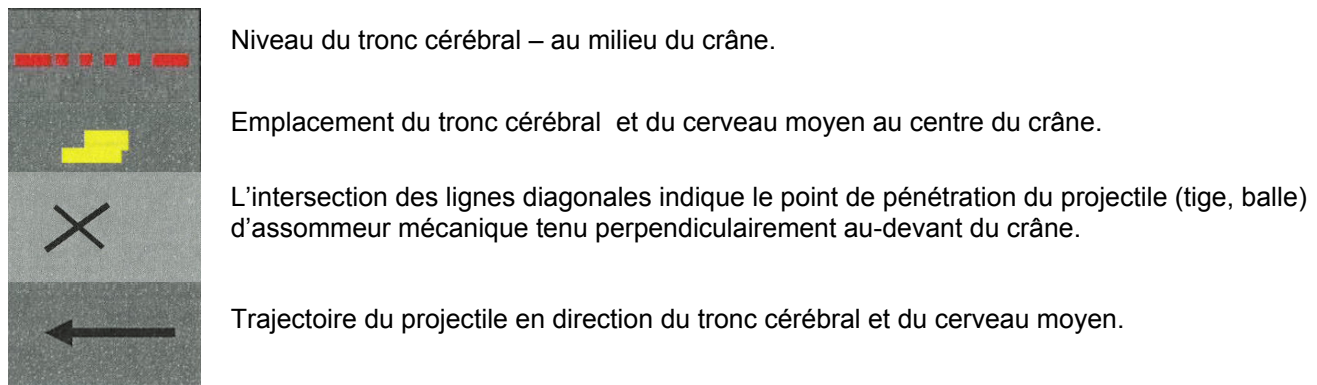 Niveau du tronc cérébral – au milieu du crâne.
Emplacement du tronc cérébral et du cerveau moyen au centre du crâne.
L’intersection des lignes diagonales indique le point de pénétration du projectile (tige, balle)
d’assommeur mécanique tenu perpendiculairement au-devant du crâne.
Trajectoire du projectile en direction du tronc cérébral et du cerveau moyen.